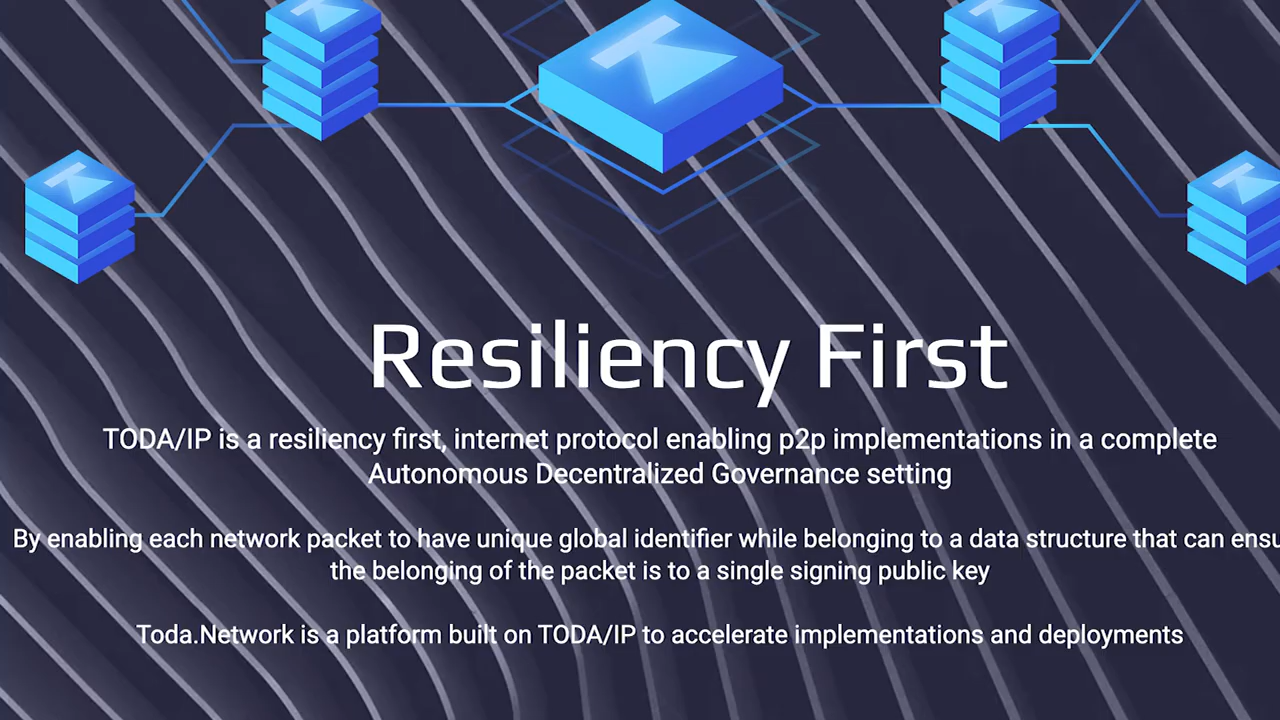 Resiliency First
TODA/IP is a resiliency first, internet protocol enabling p2p implementations in a complete
Autonomous Decentralized Governance setting
By enabling each network packet to have unique global identifier while belonging to a data structure that can ensu
the belonging of the packet is to a single signing public key
Toda.Network is a platform built on TODA/IP to accelerate implementations and deployments